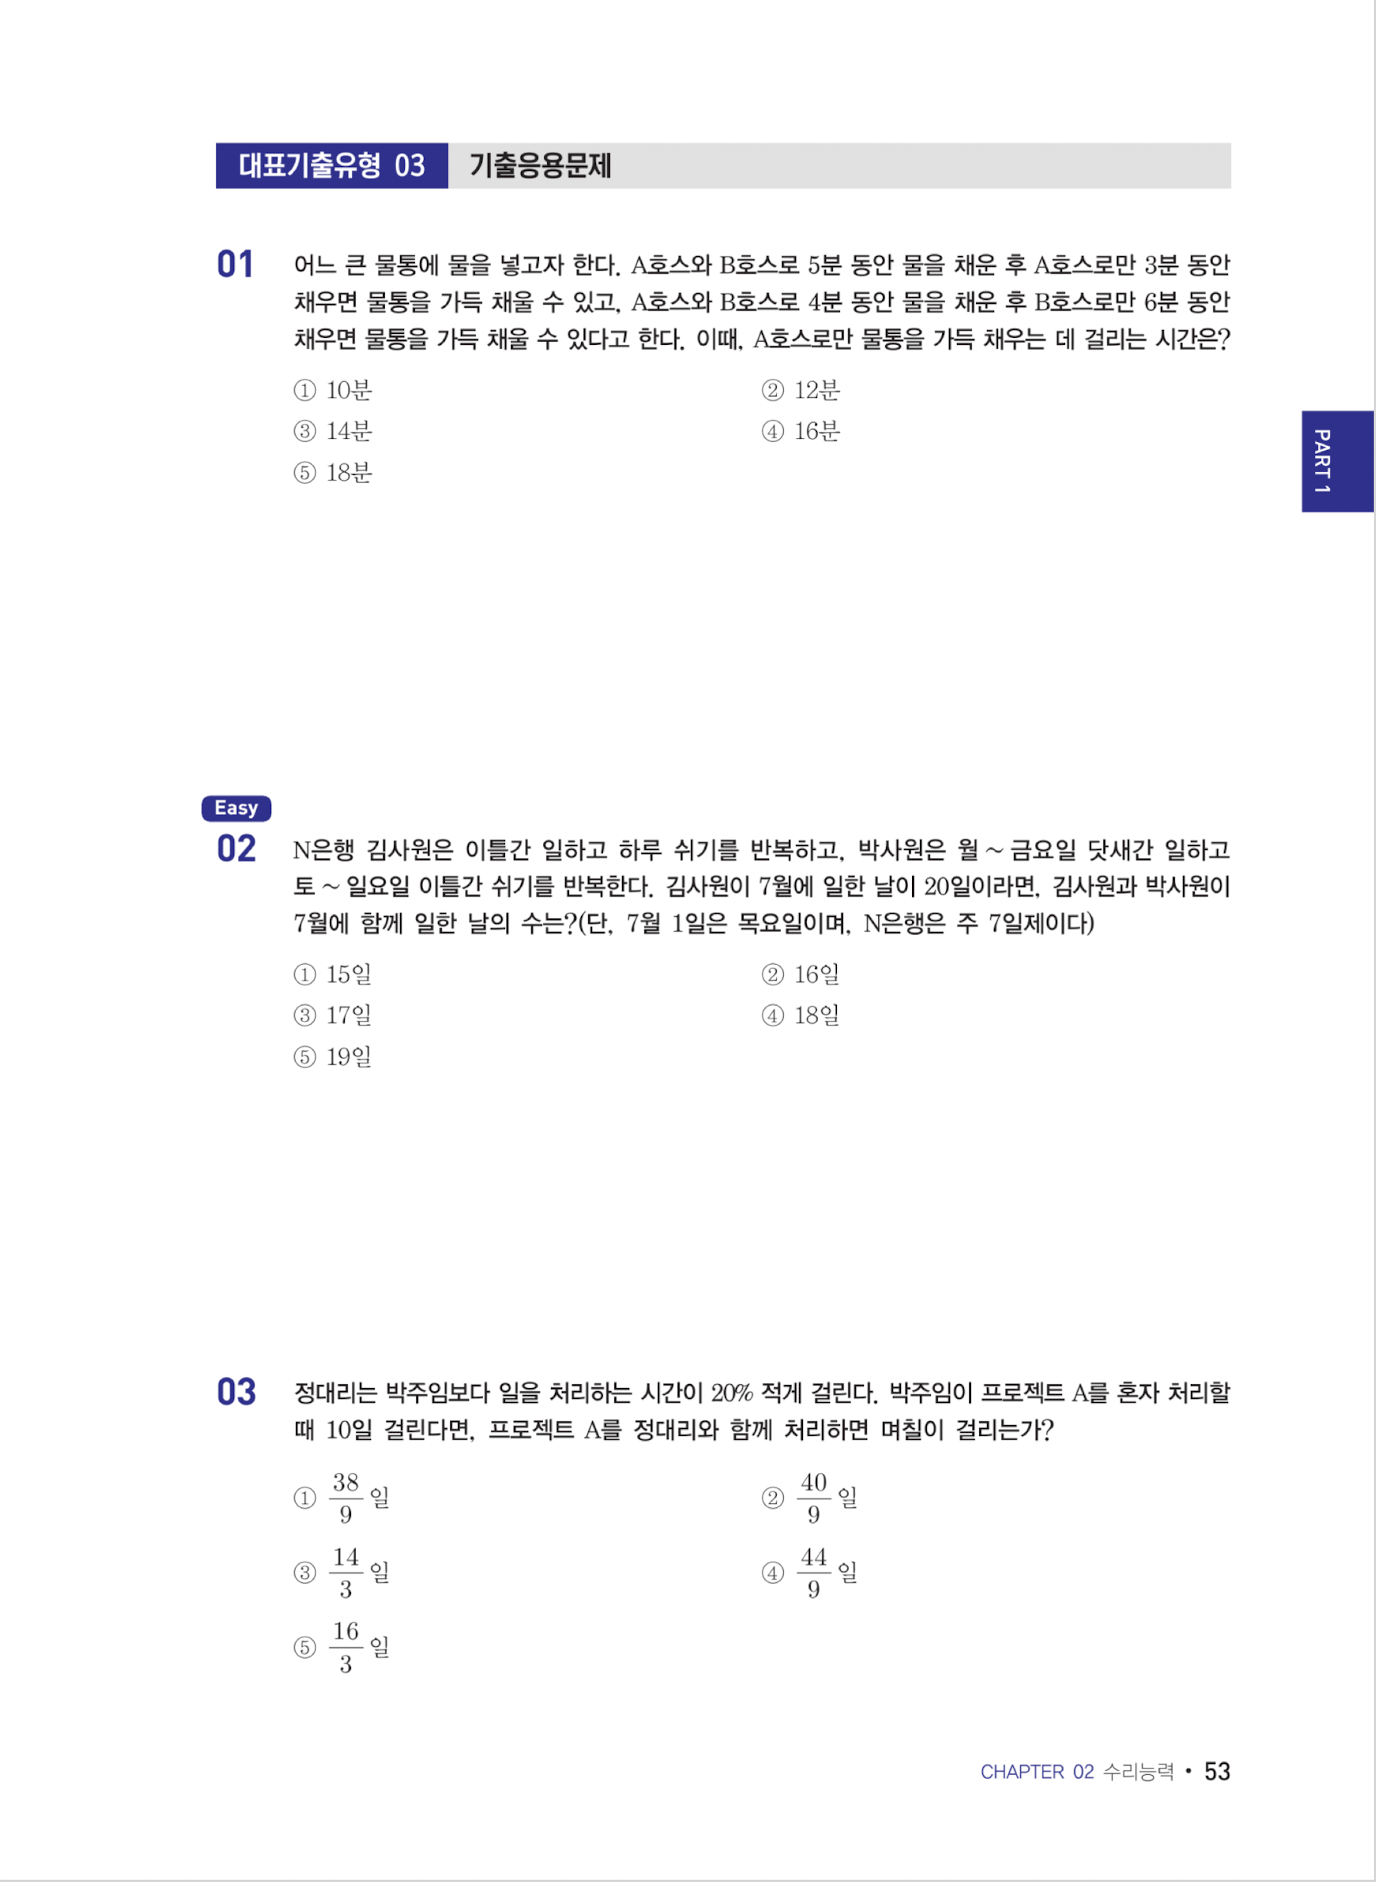 대표기출유형 03 기출응용문제
01 어느 큰 물통에 물을 넣고자 한다. A호스와 B호스로 5분 동안 물을 채운 후 A호스로만 3분 동안
채우면 물통을 가득 채울 수 있고, A호스와 B호스로 4분 동안 물을 채운 후 B호스로만 6분 동안
채우면 물통을 가득 채울 수 있다고 한다. 이때, A호스로만 물통을 가득 채우는 데 걸리는 시간은?
① 10분 ② 12분
③ 14분 ④ 16분
⑤ 18분
PART 1
Easy
02 N은행 김사원은 이틀간 일하고 하루 쉬기를 반복하고, 박사원은 월 ~ 금요일 닷새간 일하고
토 ~ 일요일 이틀간 쉬기를 반복한다. 김사원이 7월에 일한 날이 20일이라면, 김사원과 박사원이
7월에 함께 일한 날의 수는?(단, 7월 1일은 목요일이며, N은행은 주 7일제이다)
① 15일 ② 16일
③ 17일 ④ 18일
⑤ 19일
03 정대리는 박주임보다 일을 처리하는 시간이 20% 적게 걸린다. 박주임이 프로젝트 A를 혼자 처리할
때 10일 걸린다면, 프로젝트 A를 정대리와 함께 처리하면 며칠이 걸리는가?
① 38/9 일 ② 40/9 일
③ 14/3 일 ④ 44/9 일
⑤ 16/3 일
CHAPTER 02 수리능력 • 53